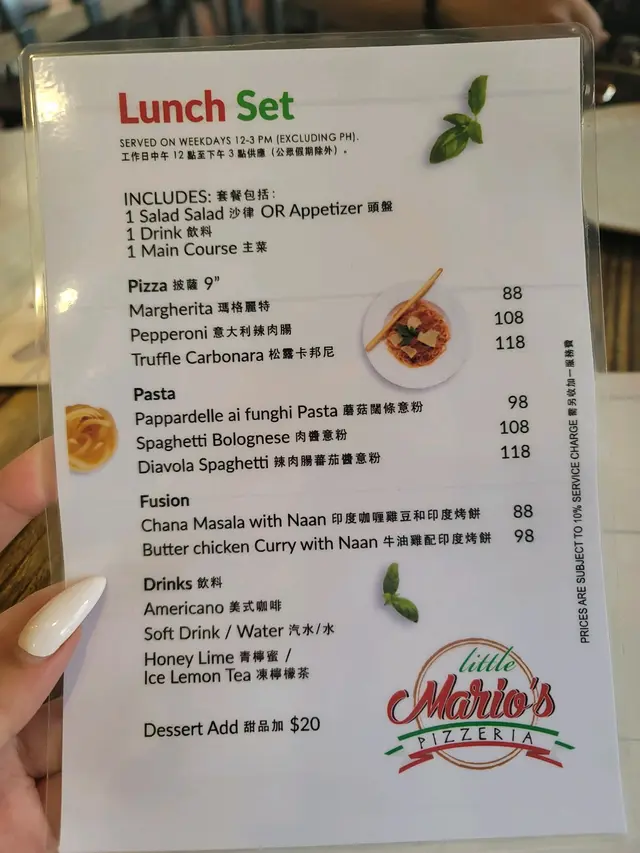 Lunch Set
SERVED ON WEEKDAYS 12-3 PM (EXCLUDING PH).
工作日中午 12 點至下午 3 點供應（公眾假期除外）。
INCLUDES: 套餐包括：
1 Salad Salad 沙律 OR Appetizer 頭盤
1 Drink 飲料
1 Main Course 主菜
Pizza 披薩 9”
Margherita 瑪格麗特 88
Pepperoni 意大利辣肉腸 108
Truffle Carbonara 松露卡邦尼 118
Pasta
Pappardelle ai funghi Pasta 蘑菇闊條意粉 98
Spaghetti Bolognese 肉醬意粉 108
Diavola Spaghetti 辣肉腸蕃茄醬意粉 118
Fusion
Chana Masala with Naan 印度咖喱雞豆和印度烤餅 88
Butter chicken Curry with Naan 牛油雞配印度烤餅 98
Drinks 飲料
Americano 美式咖啡
Soft Drink / Water 汽水/水
Honey Lime 青檸蜜 /
Ice Lemon Tea 凍檸檬茶
Dessert Add 甜品加 $20
PRICES ARE SUBJECT TO 10% SERVICE CHARGE 需另收加一服務費
little
Mario's
PIZZERIA